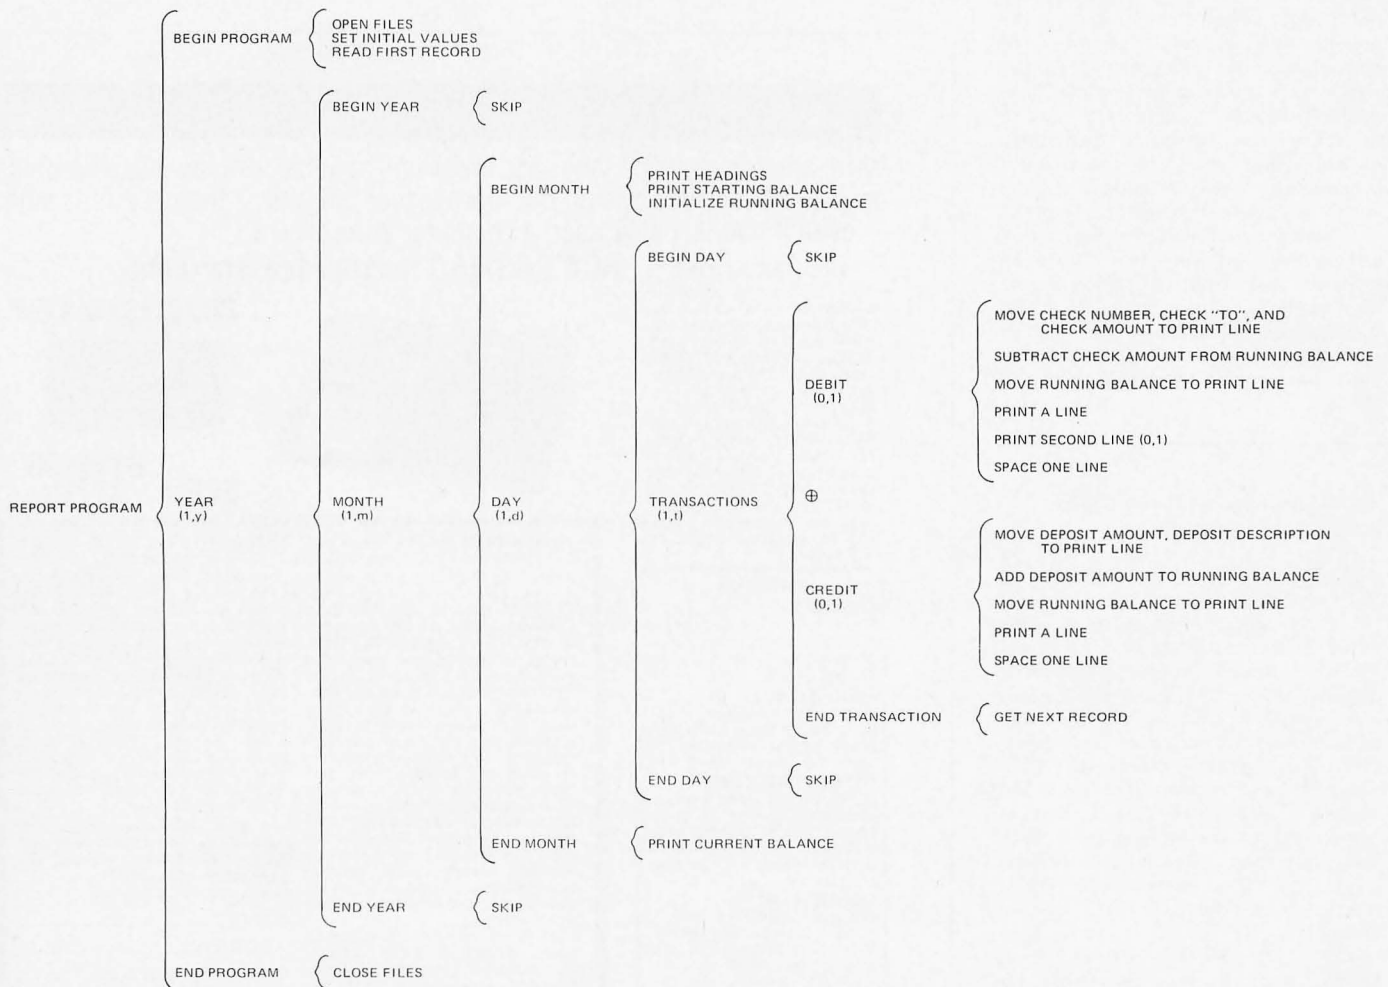 BEGIN PROGRAM
OPEN FILES
SET INITIAL VALUES
READ FIRST RECORD
BEGIN YEAR
SKIP
BEGIN MONTH
PRINT HEADINGS
PRINT STARTING BALANCE
INITIALIZE RUNNING BALANCE
BEGIN DAY
SKIP
DEBIT
(0,1)
MOVE CHECK NUMBER, CHECK "TO", AND
CHECK AMOUNT TO PRINT LINE
SUBTRACT CHECK AMOUNT FROM RUNNING BALANCE
MOVE RUNNING BALANCE TO PRINT LINE
PRINT A LINE
PRINT SECOND LINE (0,1)
SPACE ONE LINE
REPORT PROGRAM
YEAR
(1,y)
MONTH
(1,m)
DAY
(1,d)
TRANSACTIONS
(1,t)
⊕
CREDIT
(0,1)
MOVE DEPOSIT AMOUNT, DEPOSIT DESCRIPTION
TO PRINT LINE
ADD DEPOSIT AMOUNT TO RUNNING BALANCE
MOVE RUNNING BALANCE TO PRINT LINE
PRINT A LINE
SPACE ONE LINE
END TRANSACTION
GET NEXT RECORD
END DAY
SKIP
END MONTH
PRINT CURRENT BALANCE
END YEAR
SKIP
END PROGRAM
CLOSE FILES